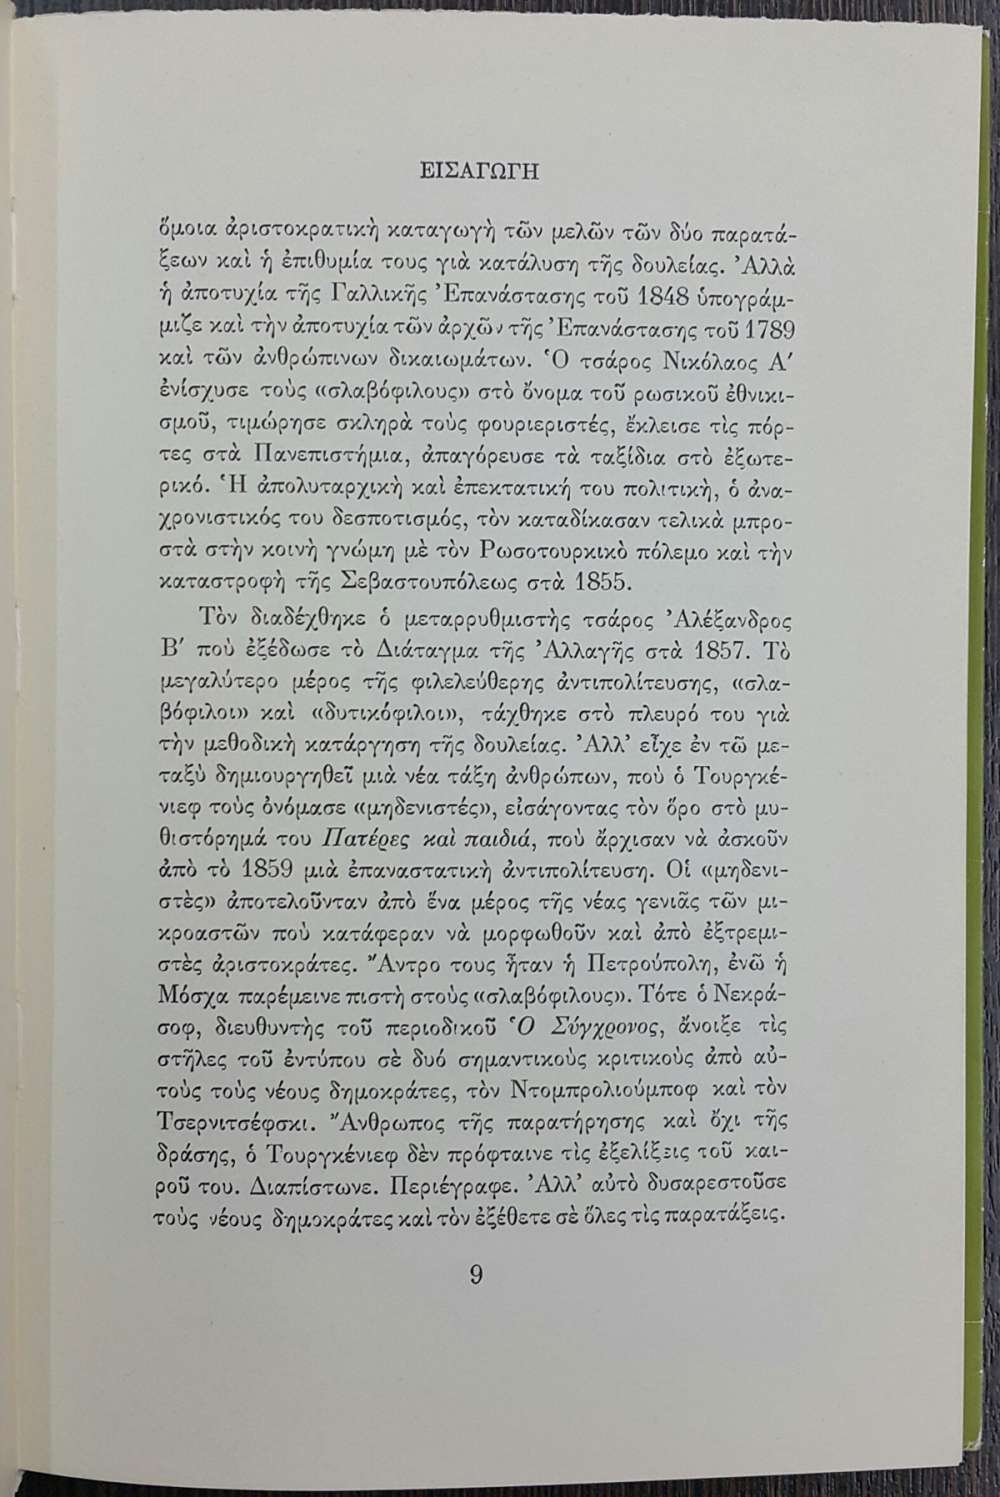 ΕΙΣΑΓΩΓΗ
ὅμοια ἀριστοκρατικὴ καταγωγὴ τῶν μελῶν τῶν δύο παρατά-
ξεων καὶ ἡ ἐπιθυμία τους γιὰ κατάλυση τῆς δουλείας. Ἀλλὰ
ἡ ἀποτυχία τῆς Γαλλικῆς Ἐπανάστασης τοῦ 1848 ὑπογράμ-
μιζε καὶ τὴν ἀποτυχία τῶν ἀρχῶν τῆς Ἐπανάστασης τοῦ 1789
καὶ τῶν ἀνθρώπινων δικαιωμάτων. Ὁ τσάρος Νικόλαος Α′
ἐνίσχυσε τοὺς «σλαβόφιλους» στὸ ὄνομα τοῦ ρωσικοῦ ἐθνικι-
σμοῦ, τιμώρησε σκληρὰ τοὺς φουριεριστές, ἔκλεισε τὶς πόρ-
τες στὰ Πανεπιστήμια, ἀπαγόρευσε τὰ ταξίδια στὸ ἐξωτε-
ρικό. Ἡ ἀπολυταρχικὴ καὶ ἐπεκτατική του πολιτική, ὁ ἀνα-
χρονιστικός του δεσποτισμός, τὸν καταδίκασαν τελικὰ μπρο-
στὰ στὴν κοινὴ γνώμη μὲ τὸν Ρωσοτουρκικὸ πόλεμο καὶ τὴν
καταστροφὴ τῆς Σεβαστουπόλεως στὰ 1855.
Τὸν διαδέχθηκε ὁ μεταρρυθμιστὴς τσάρος Ἀλέξανδρος
Β′ ποὺ ἐξέδωσε τὸ Διάταγμα τῆς Ἀλλαγῆς στὰ 1857. Τὸ
μεγαλύτερο μέρος τῆς φιλελεύθερης ἀντιπολίτευσης, «σλα-
βόφιλοι» καὶ «δυτικόφιλοι», τάχθηκε στὸ πλευρό του γιὰ
τὴν μεθοδικὴ κατάργηση τῆς δουλείας. Ἀλλ’ εἶχε ἐν τῶ με-
ταξὺ δημιουργηθεῖ μιὰ νέα τάξη ἀνθρώπων, ποὺ ὁ Τουργκέ-
νιεφ τοὺς ὀνόμασε «μηδενιστές», εἰσάγοντας τὸν ὅρο στὸ μυ-
θιστόρημά του Πατέρες καὶ παιδιά, ποὺ ἄρχισαν νὰ ἀσκοῦν
ἀπὸ τὸ 1859 μιὰ ἐπαναστατικὴ ἀντιπολίτευση. Οἱ «μηδενι-
στὲς» ἀποτελοῦνταν ἀπὸ ἕνα μέρος τῆς νέας γενιᾶς τῶν μι-
κροαστῶν ποὺ κατάφεραν νὰ μορφωθοῦν καὶ ἀπὸ ἐξτρεμι-
στὲς ἀριστοκράτες. Ἄντρο τους ἦταν ἡ Πετρούπολη, ἐνῶ ἡ
Μόσχα παρέμεινε πιστὴ στοὺς «σλαβόφιλους». Τότε ὁ Νεκρά-
σοφ, διευθυντὴς τοῦ περιοδικοῦ Ὁ Σύγχρονος, ἄνοιξε τὶς
στῆλες τοῦ ἐντύπου σὲ δυό σημαντικοὺς κριτικοὺς ἀπὸ αὐ-
τοὺς τοὺς νέους δημοκράτες, τὸν Ντομπρολιούμποφ καὶ τὸν
Τσερνιτσέφσκι. Ἄνθρωπος τῆς παρατήρησης καὶ ὄχι τῆς
δράσης, ὁ Τουργκένιεφ δὲν πρόφταινε τὶς ἐξελίξεις τοῦ και-
ροῦ του. Διαπίστωνε. Περιέγραφε. Ἀλλ’ αὐτὸ δυσαρεστοῦσε
τοὺς νέους δημοκράτες καὶ τὸν ἐξέθετε σὲ ὅλες τὶς παρατάξεις.
9